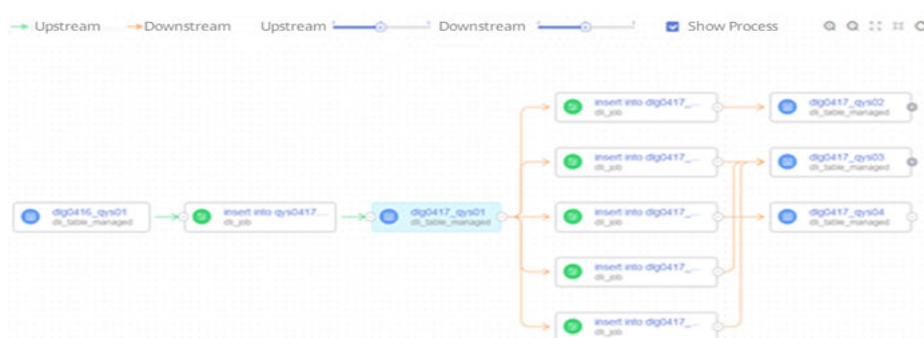 Upstream Downstream Upstream Downstream Show Process
insert into dlg0417_...
dli_job
dlg0417_qys02
dli_table_managed
insert into dlg0417_...
dli_job
dlg0417_qys03
dli_table_managed
dlg0416_qys01
dli_table_managed
insert into qys0417...
dli_job
dlg0417_qys01
dli_table_managed
insert into dlg0417_...
dli_job
dlg0417_qys04
dli_table_managed
insert into dlg0417_...
dli_job
insert into dlg0417_...
dli_job